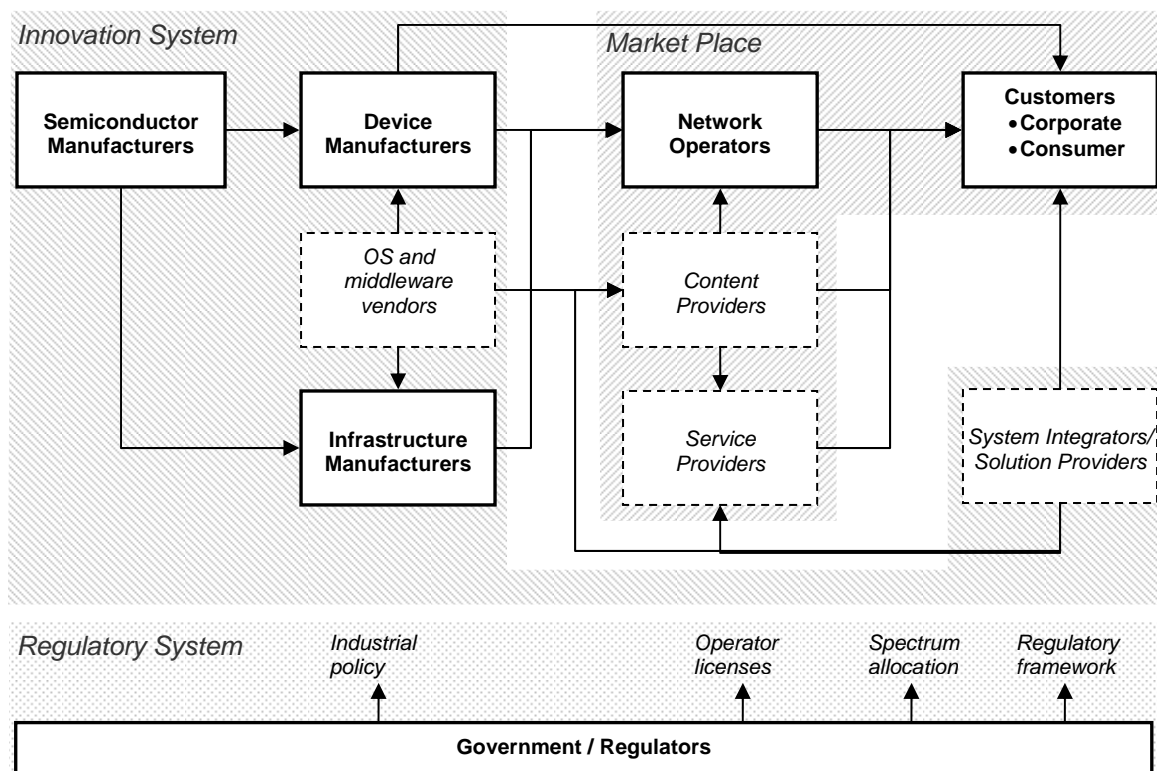 Innovation System
Market Place
Semiconductor
Manufacturers
Device
Manufacturers
Network
Operators
Customers
•Corporate
•Consumer
OS and
middleware
vendors
Content
Providers
Infrastructure
Manufacturers
Service
Providers
System Integrators/
Solution Providers
Regulatory System
Industrial
policy
Operator
licenses
Spectrum
allocation
Regulatory
framework
Government / Regulators